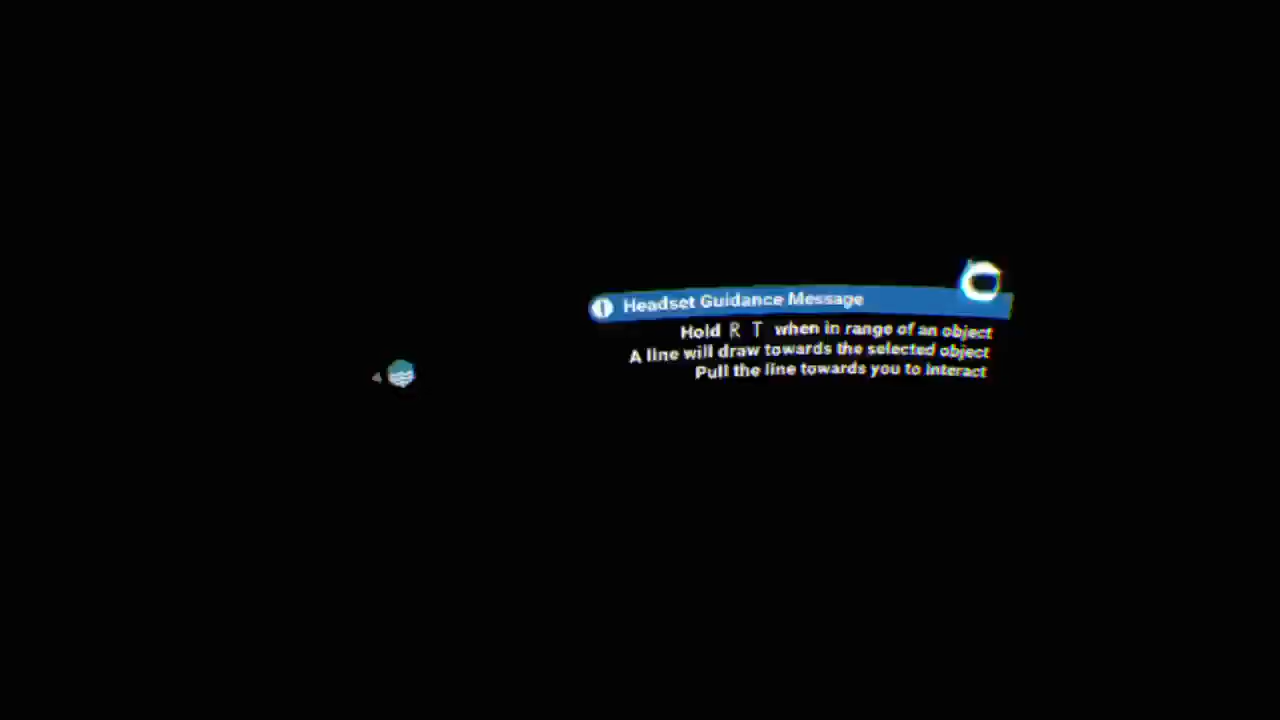 Headset Guidance Message
Hold R T when in range of an object
A line will draw towards the selected object
Pull the line towards you to interact